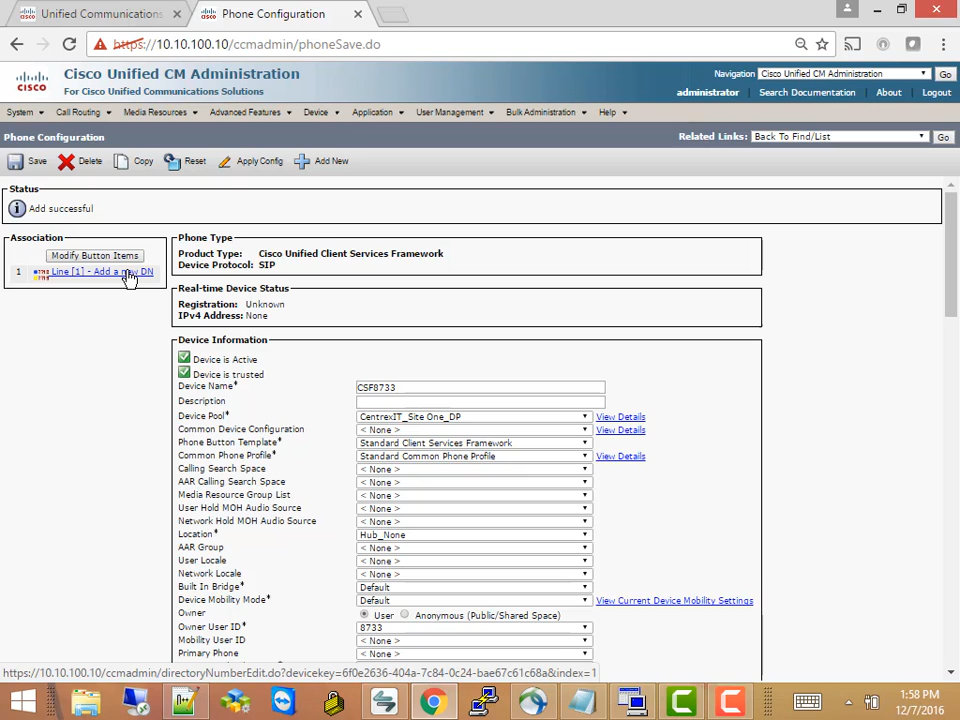 Unified Communications
Phone Configuration
https://10.10.100.10/ccmadmin/phoneSave.do
CISCO
Cisco Unified CM Administration
For Cisco Unified Communications Solutions
Navigation Cisco Unified CM Administration Go
administrator Search Documentation About Logout
System Call Routing Media Resources Advanced Features Device Application User Management Bulk Administration Help
Phone Configuration
Related Links: Back To Find/List Go
Save Delete Copy Reset Apply Config Add New
Status
Add successful
Association
Modify Button Items
1 Line [1] - Add a new DN
Phone Type
Product Type: Cisco Unified Client Services Framework
Device Protocol: SIP
Real-time Device Status
Registration: Unknown
IPv4 Address: None
Device Information
Device is Active
Device is trusted
Device Name* CSF8733
Description
Device Pool* CentrexIT_Site One_DP View Details
Common Device Configuration < None > View Details
Phone Button Template* Standard Client Services Framework
Common Phone Profile* Standard Common Phone Profile View Details
Calling Search Space < None >
AAR Calling Search Space < None >
Media Resource Group List < None >
User Hold MOH Audio Source < None >
Network Hold MOH Audio Source < None >
Location* Hub_None
AAR Group < None >
User Locale < None >
Network Locale < None >
Built In Bridge* Default
Device Mobility Mode* Default View Current Device Mobility Settings
Owner User Anonymous (Public/Shared Space)
Owner User ID* 8733
Mobility User ID < None >
Primary Phone < None >
https://10.10.100.10/ccmadmin/directoryNumberEdit.do?devicekey=6f0e2636-404a-7c84-0c24-bae67c61c68a&index=1
1:58 PM
12/7/2016